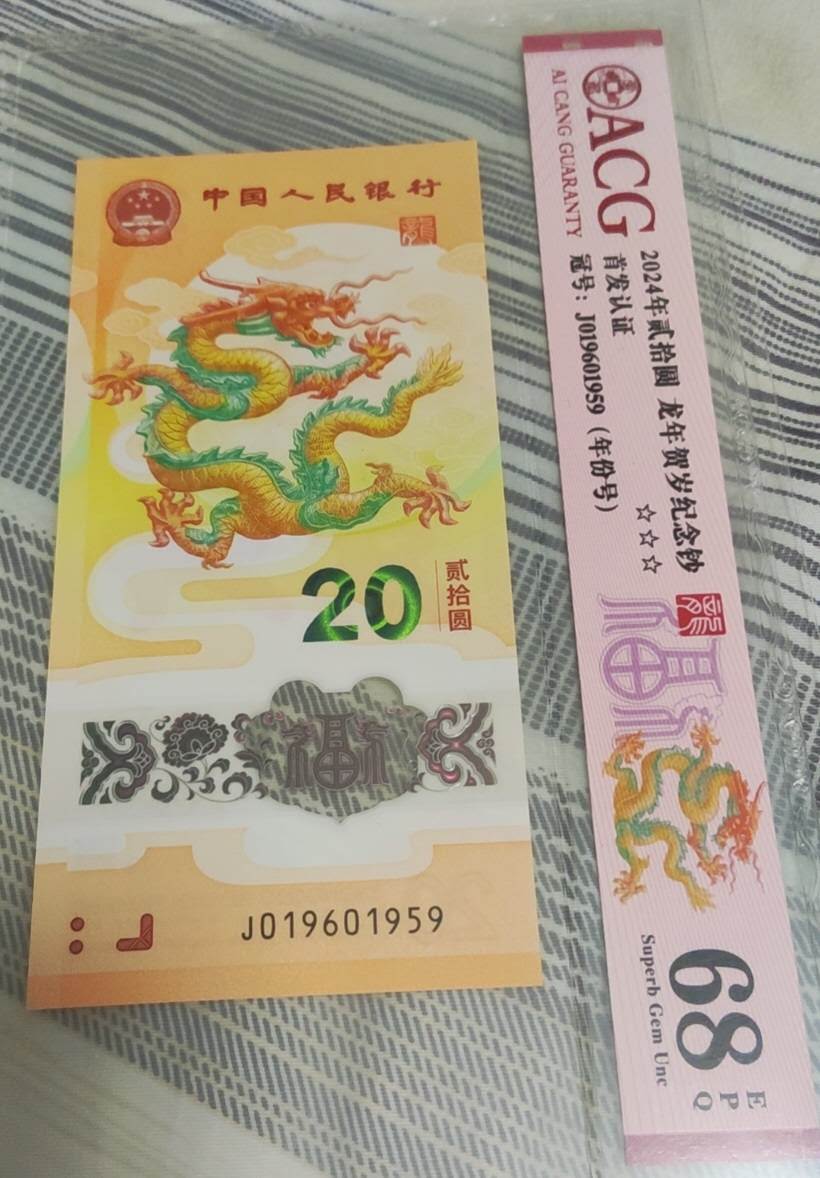 中国人民银行
龍
20
贰拾圆
福
J019601959
ACG
AI CANG GUARANTY
2024年贰拾圆 龙年贺岁纪念钞
首发认证
冠号：J019601959（年份号）
☆☆☆
龍
福
68
EPQ
Superb Gem Unc